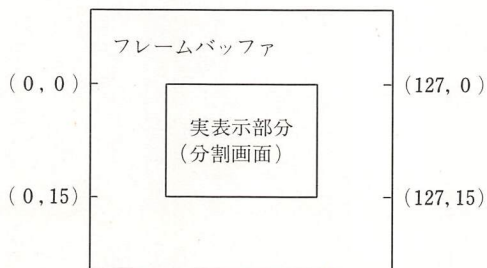 フレームバッファ
(0, 0)
(127, 0)
実表示部分
(分割画面)
(0,15)
(127,15)